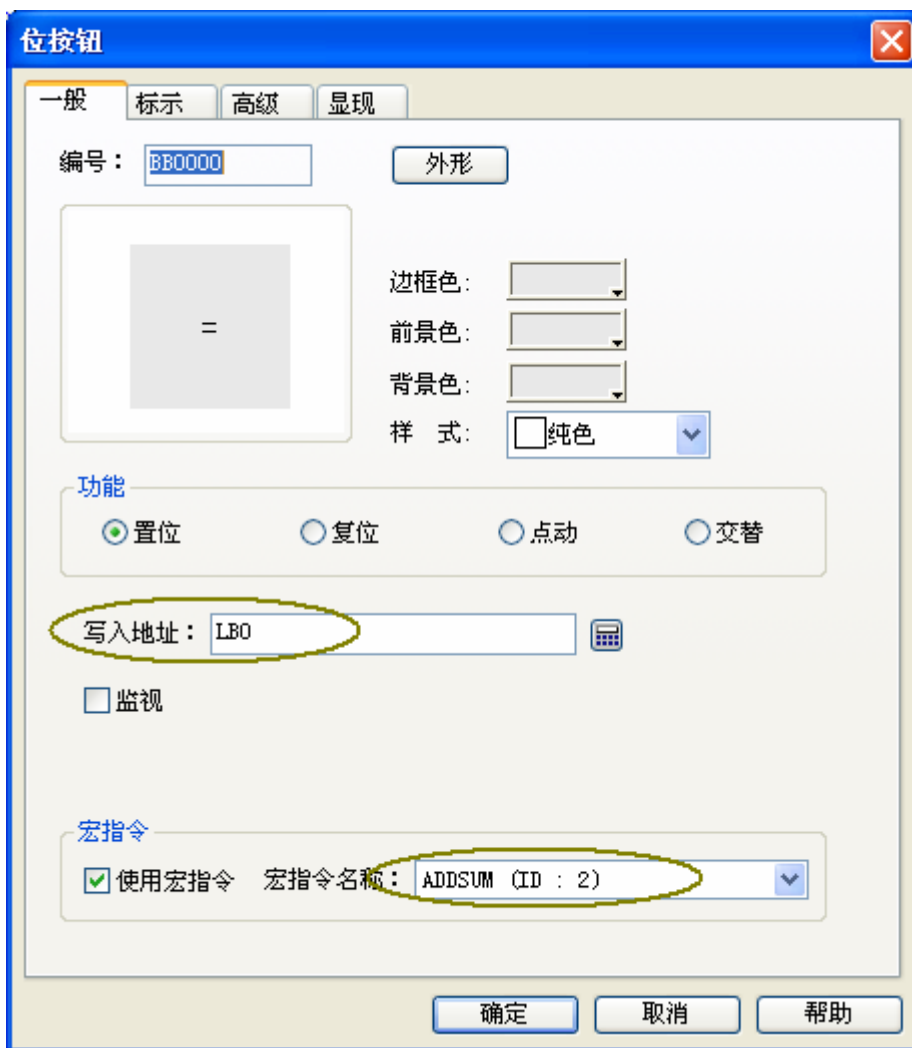 位按钮
一般 标示 高级 显现
编号： BB0000 外形
=
边框色:
前景色:
背景色:
样 式: 纯色
功能
置位 复位 点动 交替
写入地址： LB0
监视
宏指令
使用宏指令 宏指令名称： ADDSUM (ID : 2)
确定 取消 帮助